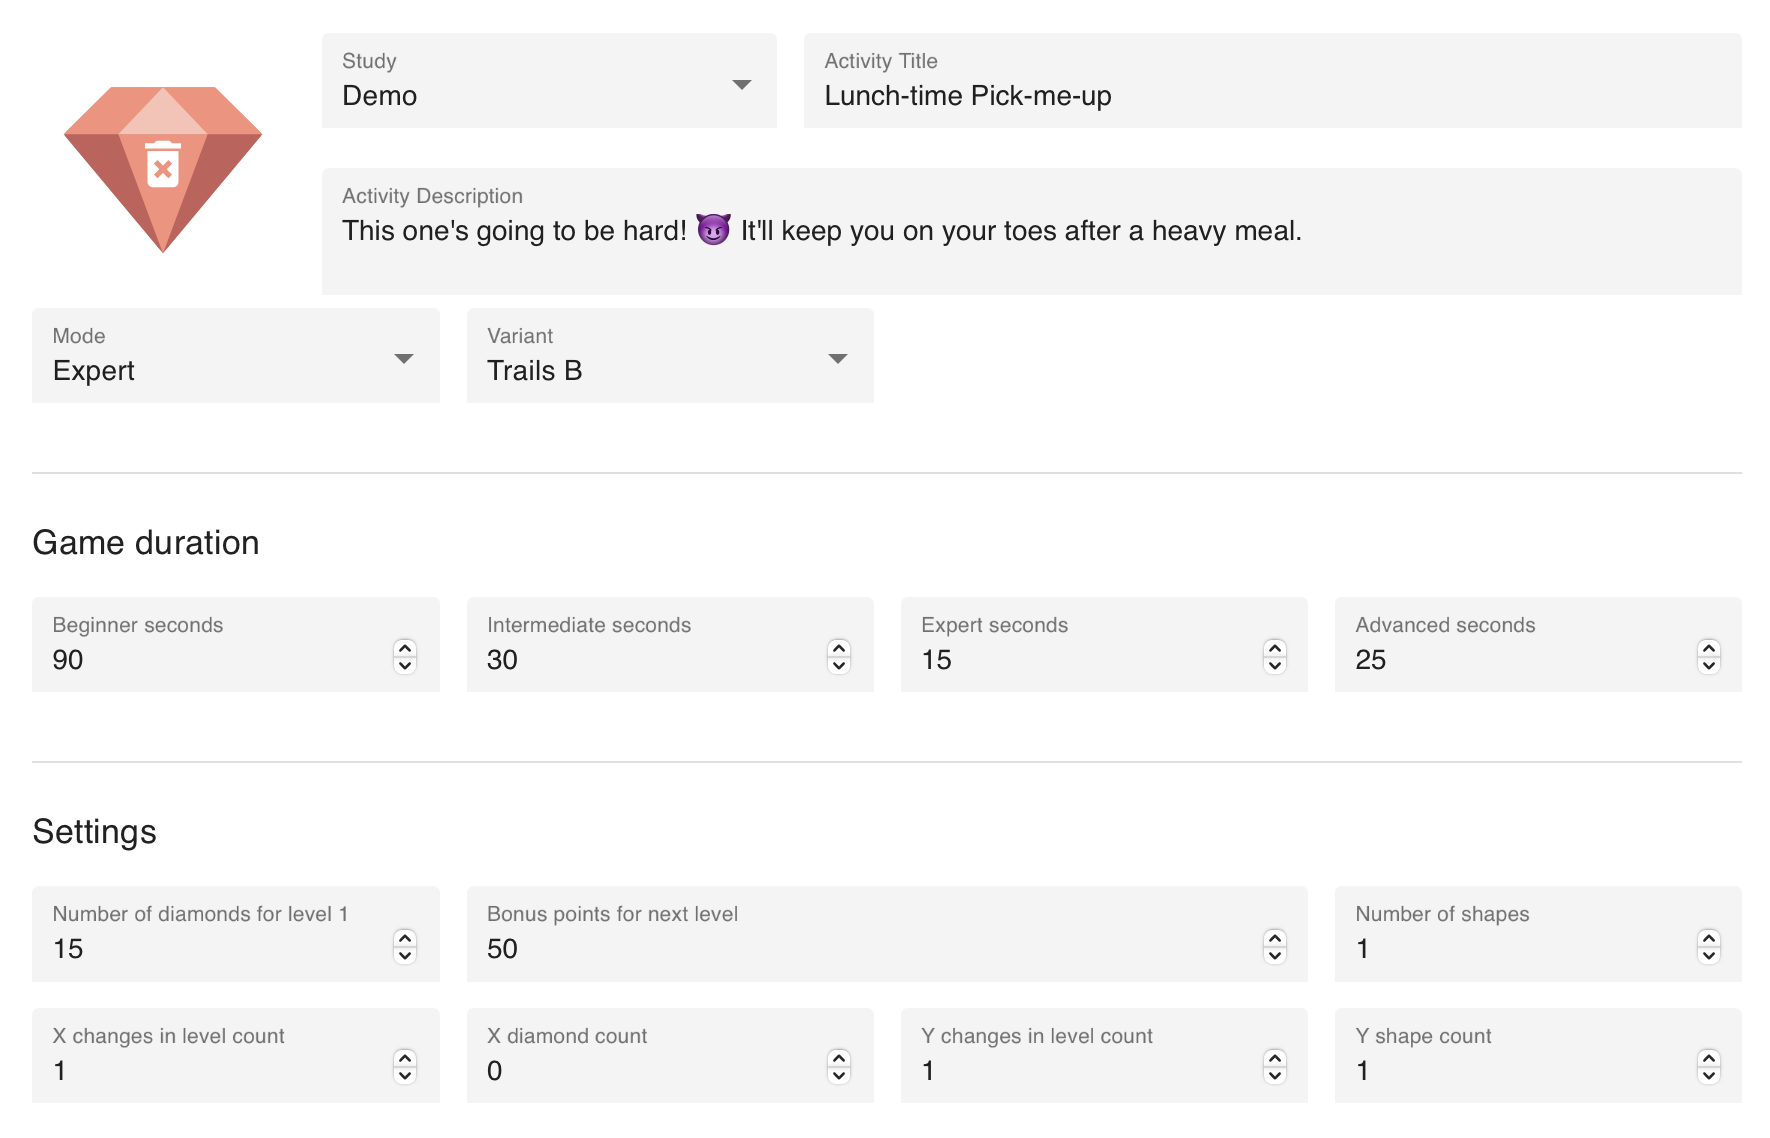 Study
Demo
Activity Title
Lunch-time Pick-me-up
Activity Description
This one's going to be hard! 😈 It'll keep you on your toes after a heavy meal.
Mode
Expert
Variant
Trails B
Game duration
Beginner seconds
90
Intermediate seconds
30
Expert seconds
15
Advanced seconds
25
Settings
Number of diamonds for level 1
15
Bonus points for next level
50
Number of shapes
1
X changes in level count
1
X diamond count
0
Y changes in level count
1
Y shape count
1